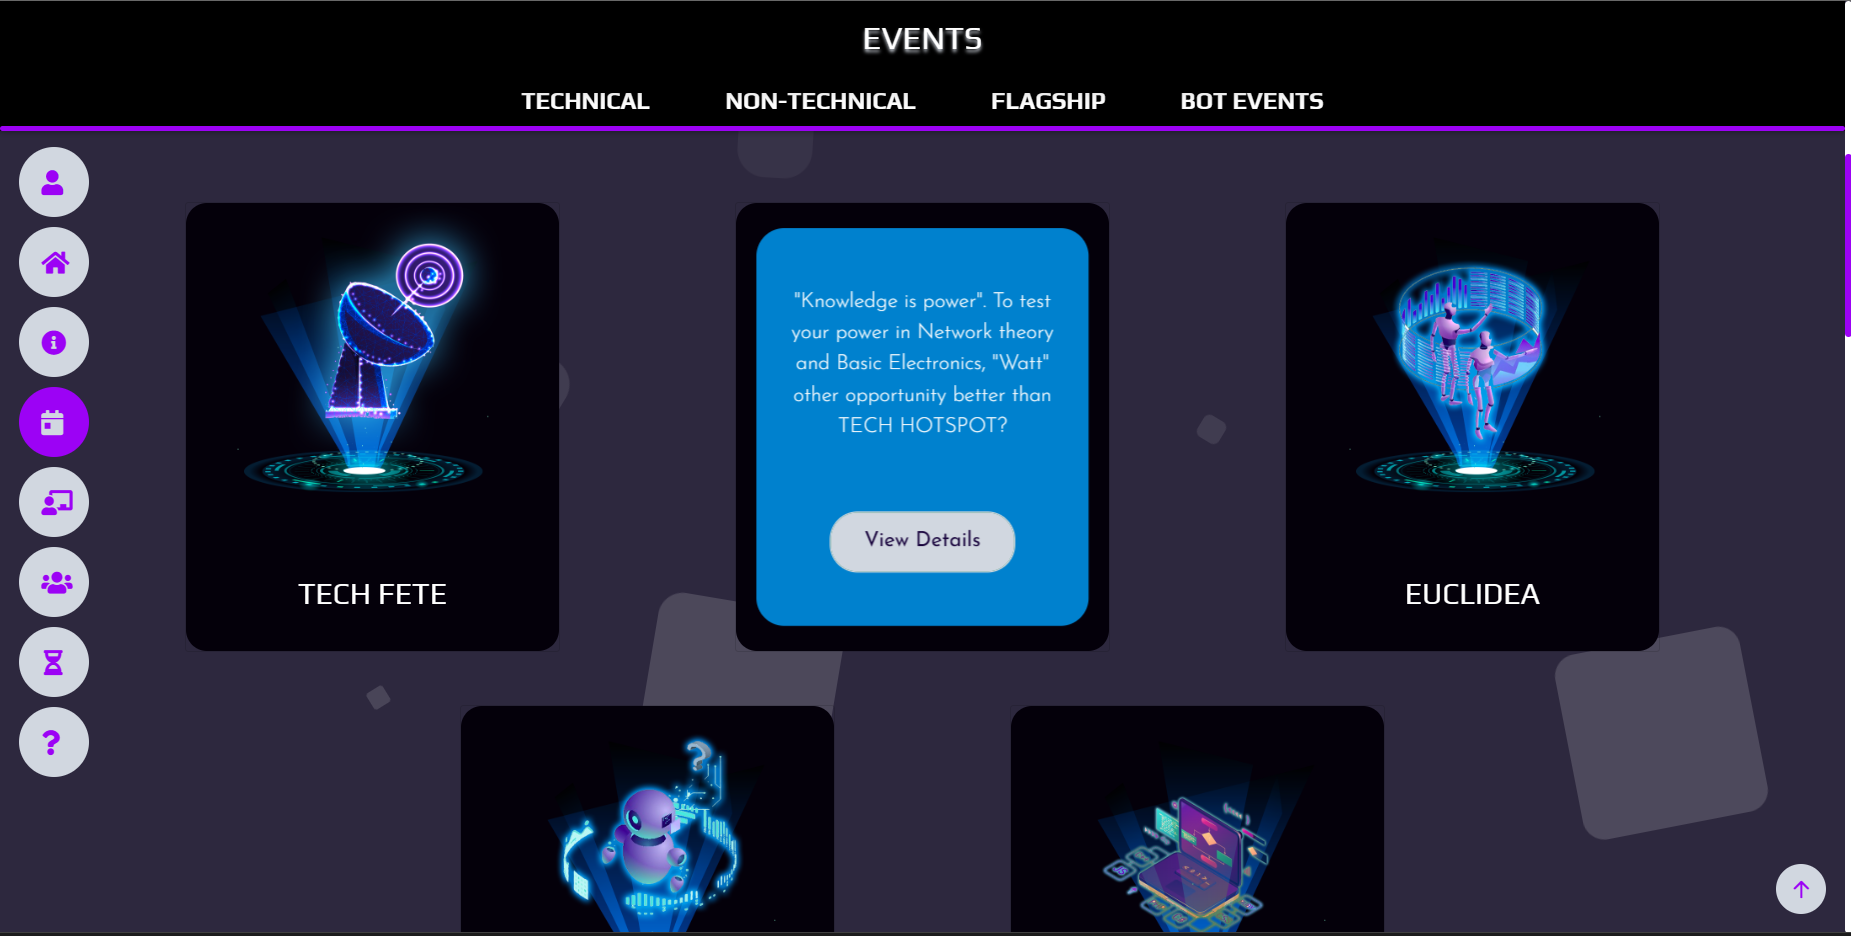 EVENTS
TECHNICAL
NON-TECHNICAL
FLAGSHIP
BOT EVENTS
"Knowledge is power". To test
your power in Network theory
and Basic Electronics, "Watt"
other opportunity better than
TECH HOTSPOT?
View Details
TECH FETE
EUCLIDEA